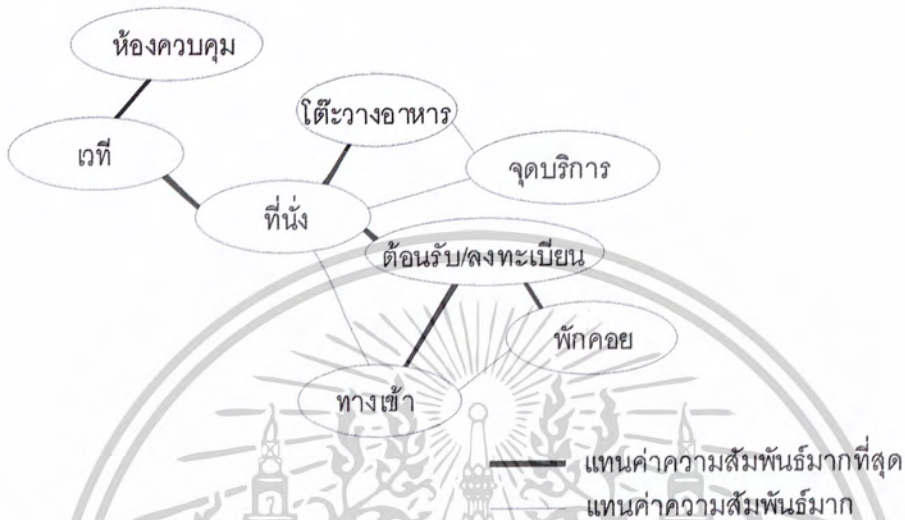 ห้องควบคุม
โต๊ะวางอาหาร
เวที
จุดบริการ
ที่นั่ง
ต้อนรับ/ลงทะเบียน
พักคอย
ทางเข้า
แทนค่าความสัมพันธ์มากที่สุด
แทนค่าความสัมพันธ์มาก